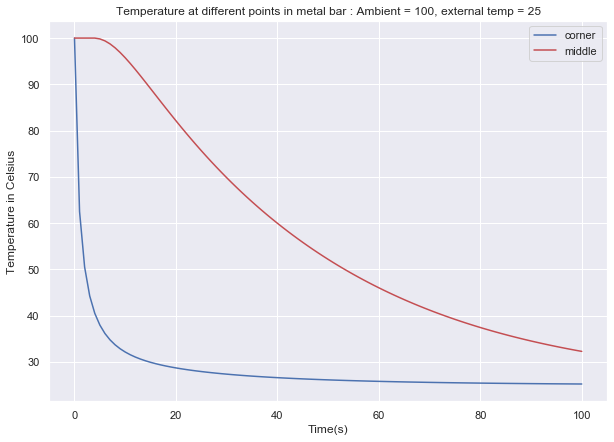 Temperature at different points in metal bar : Ambient = 100, external temp = 25
corner
middle
100
90
80
70
60
50
40
30
Temperature in Celsius
0
20
40
60
80
100
Time(s)